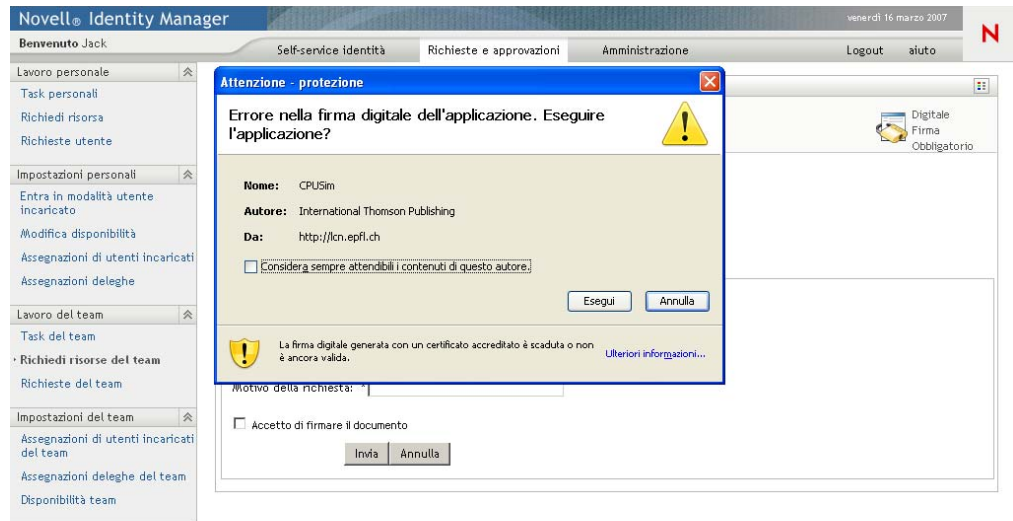 Novell® Identity Manager
venerdì 16 marzo 2007
Benvenuto Jack
Self-service identità
Richieste e approvazioni
Amministrazione
Logout
aiuto
N
Lavoro personale
Task personali
Richiedi risorsa
Richieste utente
Impostazioni personali
Entra in modalità utente
incaricato
Modifica disponibilità
Assegnazioni di utenti incaricati
Assegnazioni deleghe
Lavoro del team
Task del team
Richiedi risorse del team
Richieste del team
Impostazioni del team
Assegnazioni di utenti incaricati
del team
Assegnazioni deleghe del team
Disponibilità team
Digitale
Firma
Obbligatorio
Attenzione - protezione
Errore nella firma digitale dell'applicazione. Eseguire
l'applicazione?
Nome: CPUSim
Autore: International Thomson Publishing
Da: http://lcn.epfl.ch
Considera sempre attendibili i contenuti di questo autore.
Esegui
Annulla
La firma digitale generata con un certificato accreditato è scaduta o non
è ancora valida.
Ulteriori informazioni...
Motivo della richiesta: *
Accetto di firmare il documento
Invia
Annulla